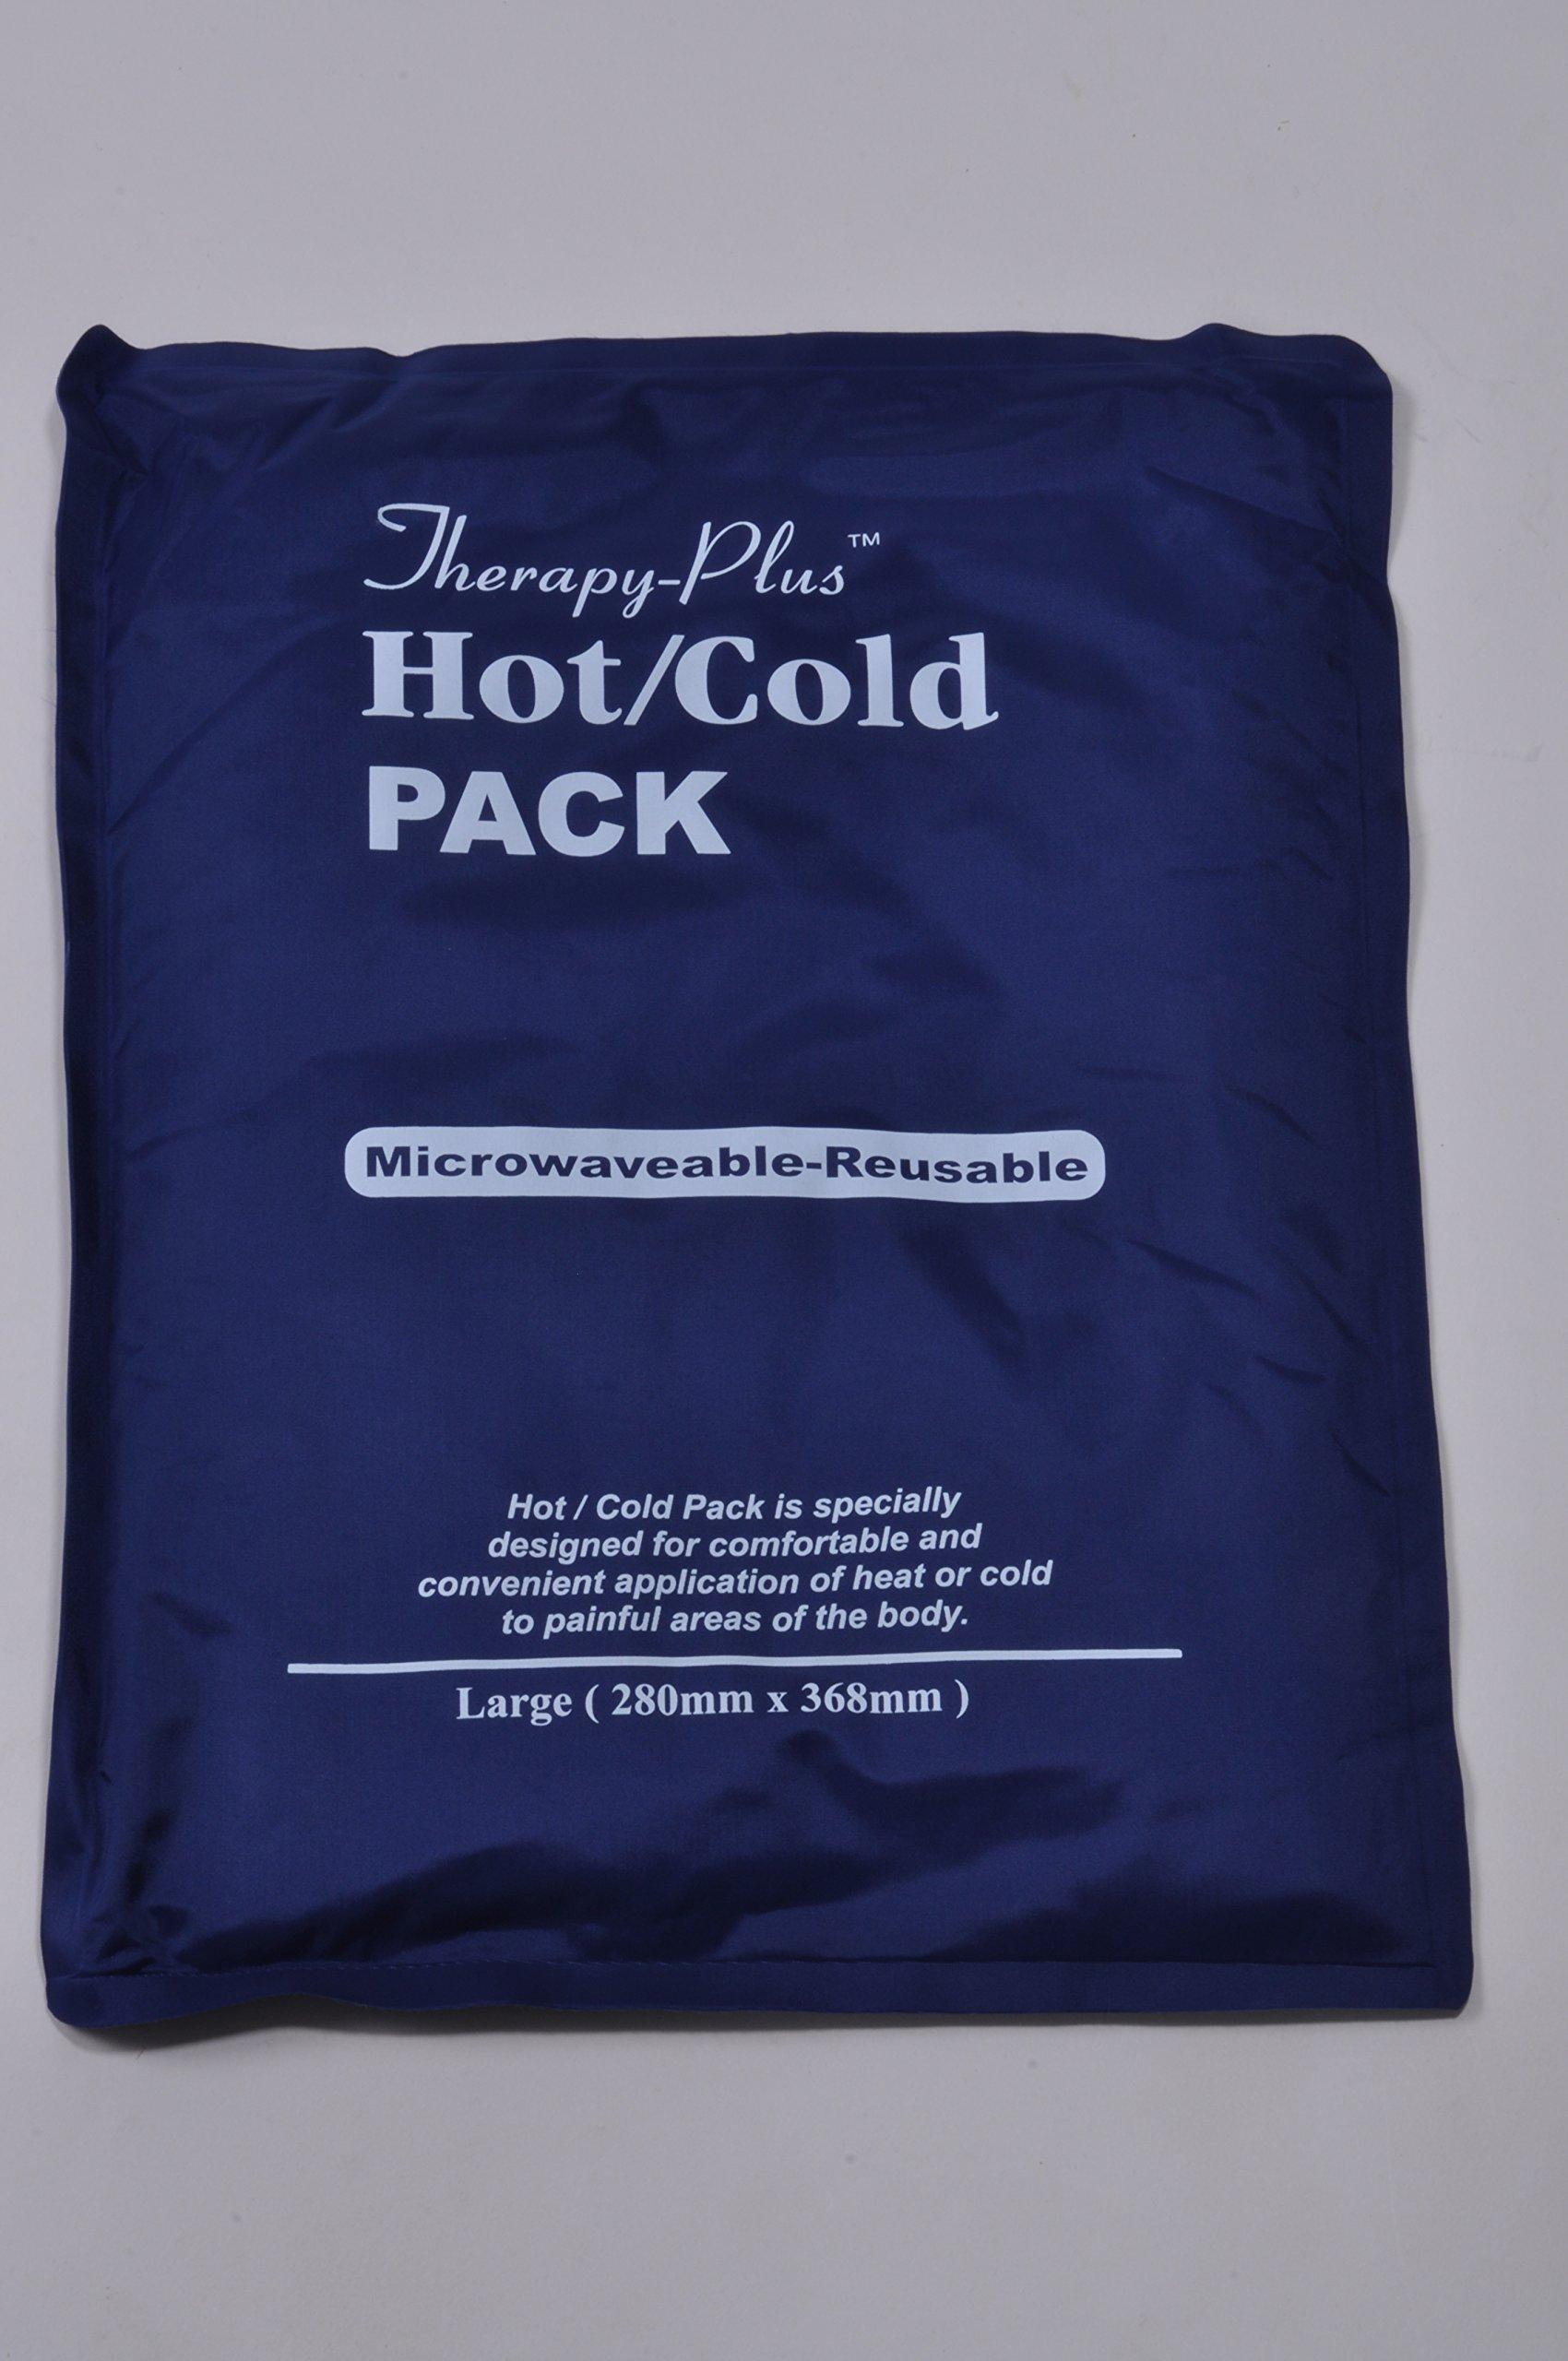 Therapy-Plus™
Hot/Cold
PACK
Microwaveable-Reusable
Hot / Cold Pack is specially
designed for comfortable and
convenient application of heat or cold
to painful areas of the body.
Large ( 280mm x 368mm )